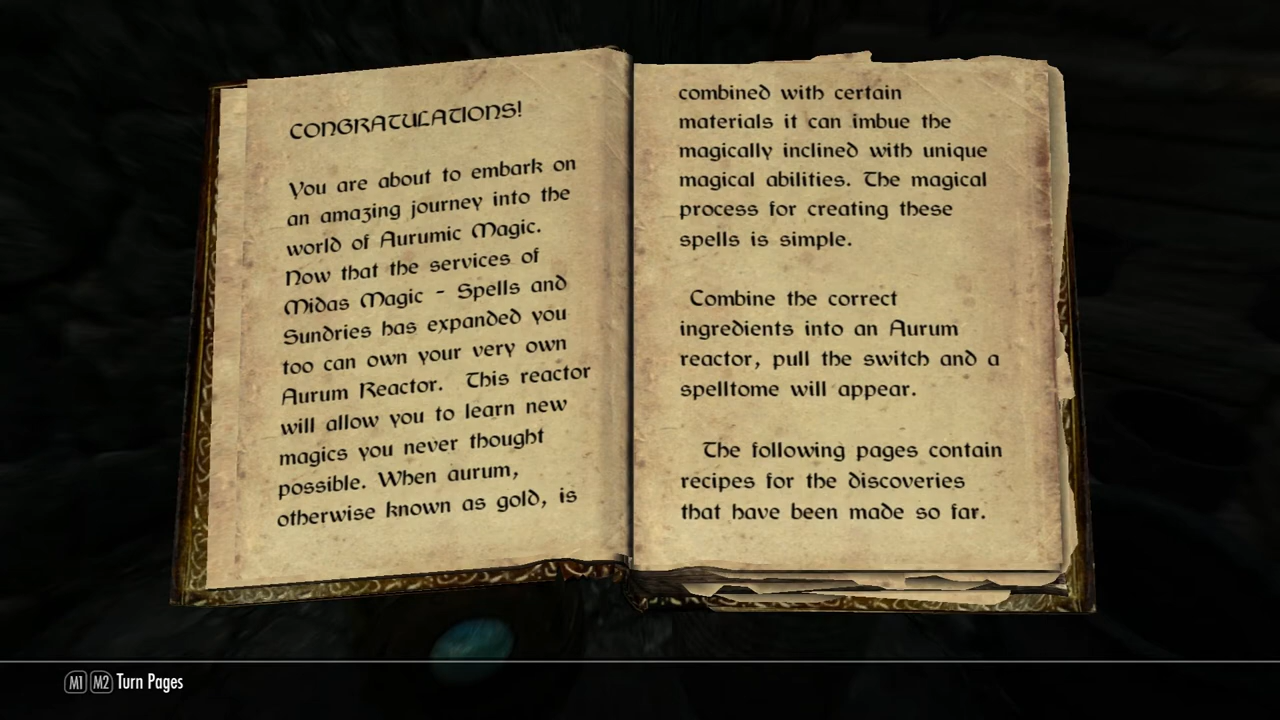 CONGRATULATIONS!
You are about to embark on
an amazing journey into the
world of Aurumic Magic.
Now that the services of
Midas Magic - Spells and
Sundries has expanded you
too can own your very own
Aurum Reactor. This reactor
will allow you to learn new
magics you never thought
possible. When aurum,
otherwise known as gold, is
combined with certain
materials it can imbue the
magically inclined with unique
magical abilities. The magical
process for creating these
spells is simple.
Combine the correct
ingredients into an Aurum
reactor, pull the switch and a
spelltome will appear.
The following pages contain
recipes for the discoveries
that have been made so far.
M1 M2 Turn Pages